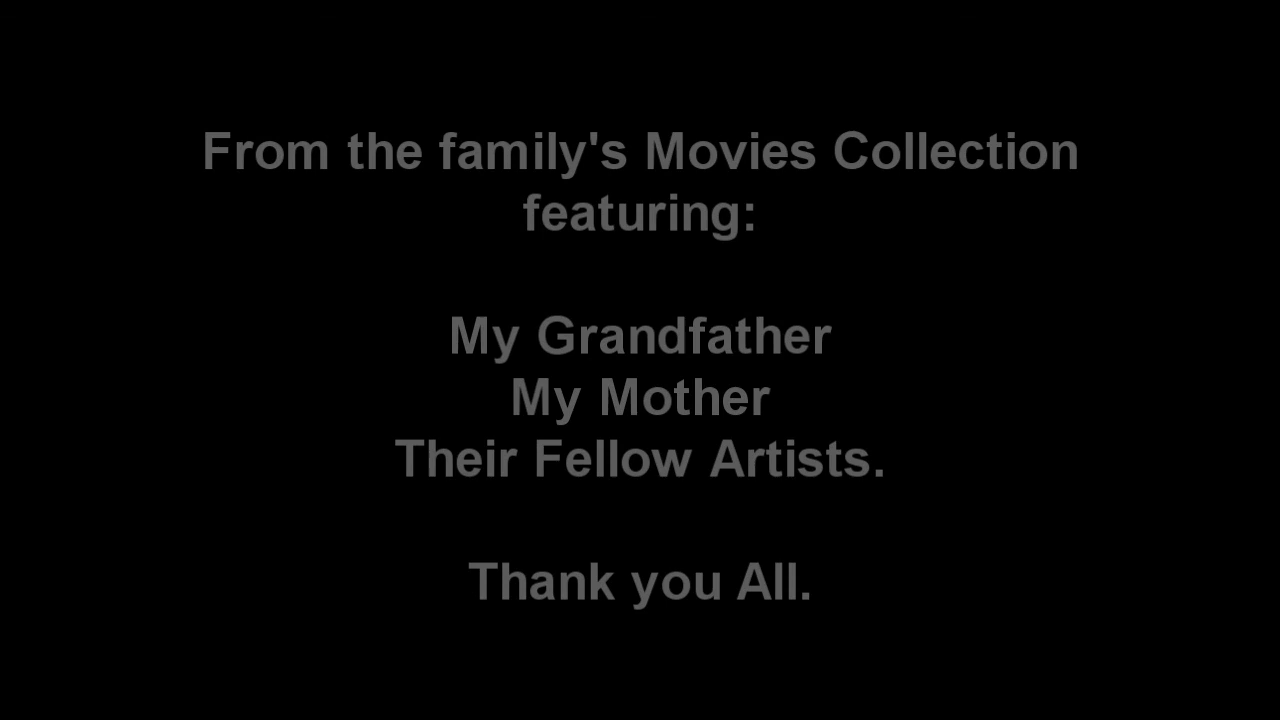 From the family's Movies Collection
featuring:
My Grandfather
My Mother
Their Fellow Artists.
Thank you All.